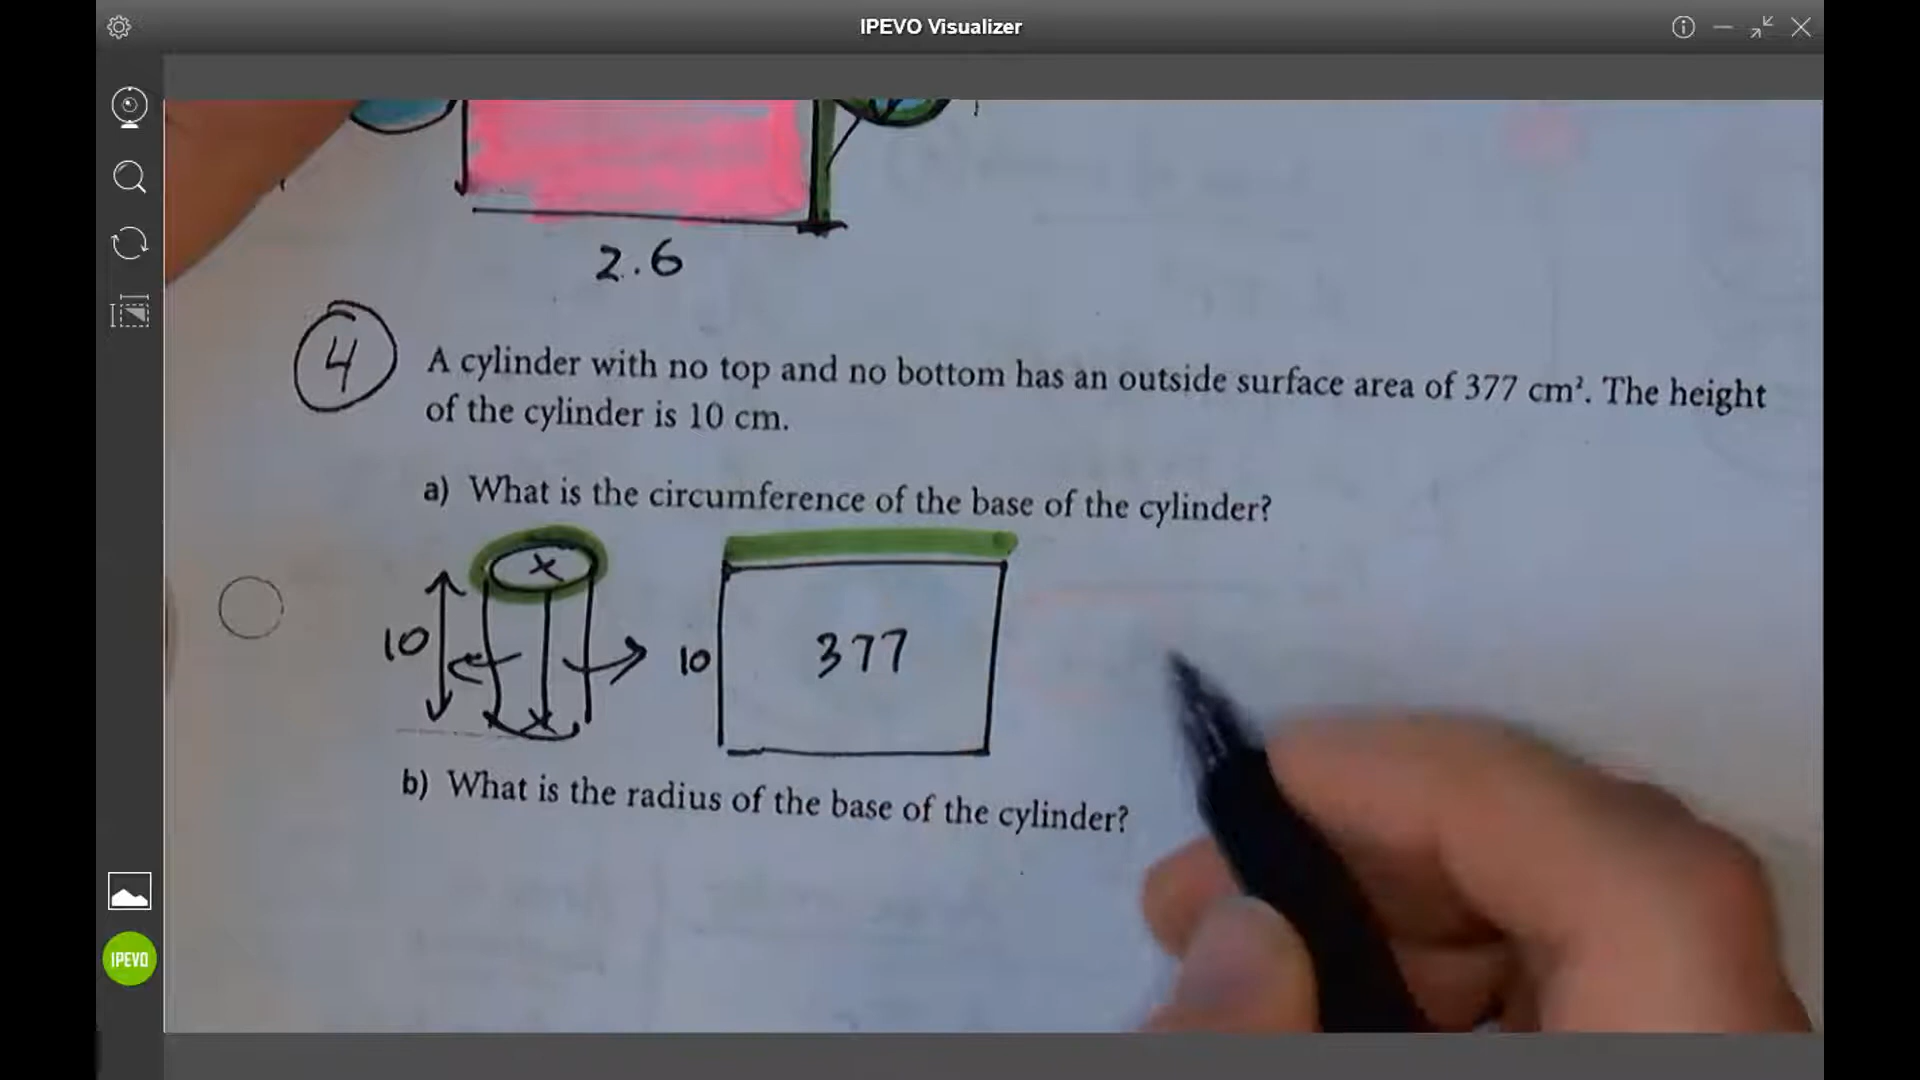 IPEVO Visualizer
2.6
4 A cylinder with no top and no bottom has an outside surface area of 377 cm². The height
of the cylinder is 10 cm.
a) What is the circumference of the base of the cylinder?
x
10
10
377
x
b) What is the radius of the base of the cylinder?
IPEVO